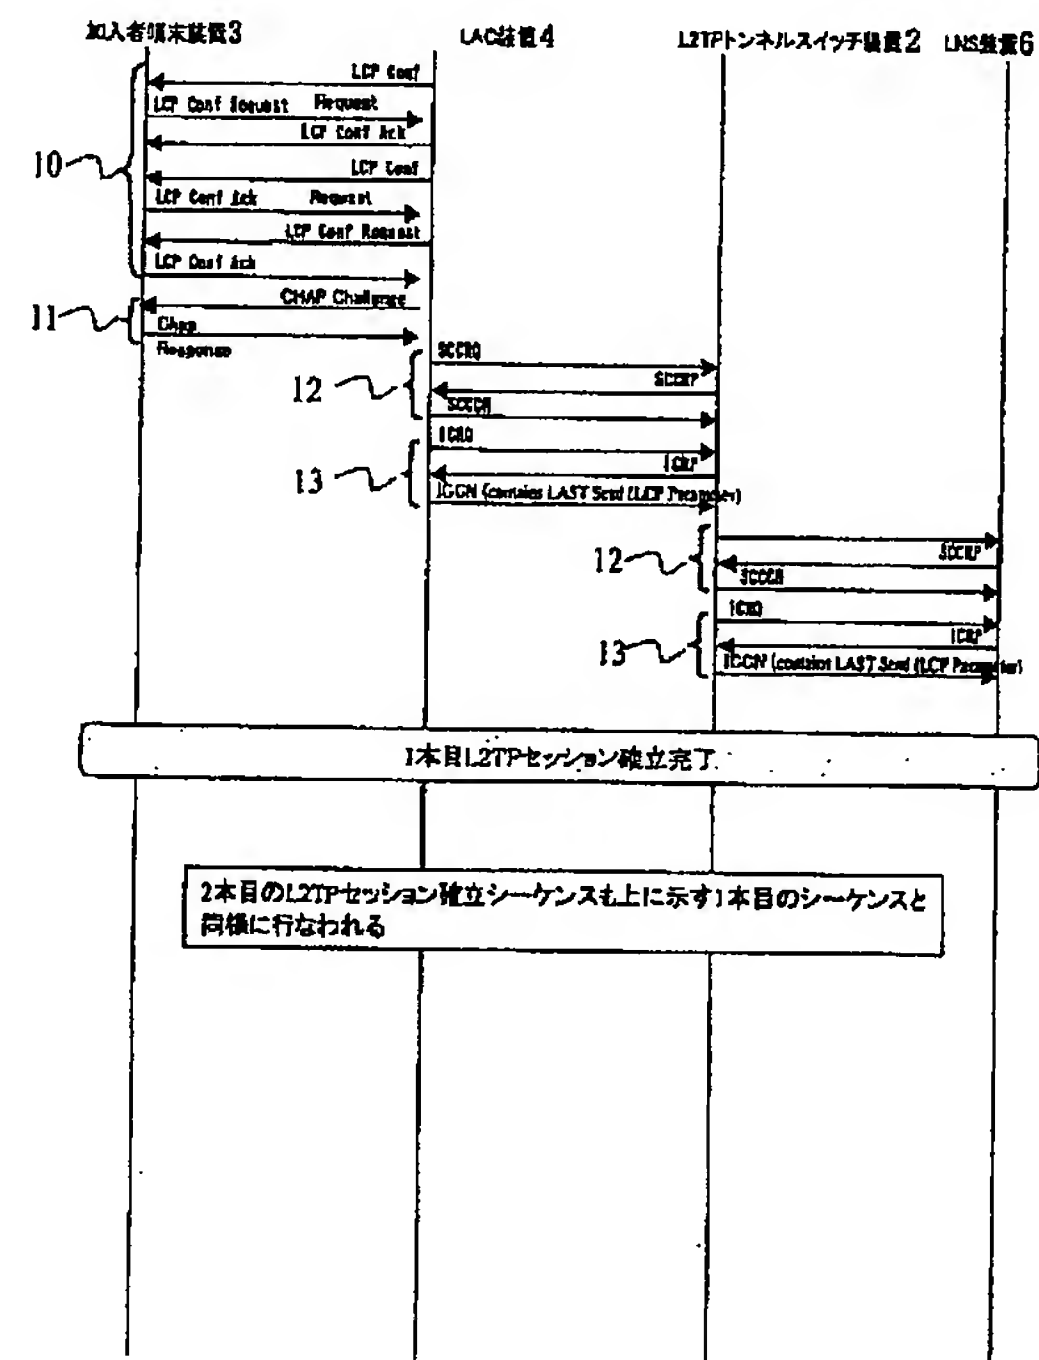 加入者端末装置3
LAC装置4
L2TPトンネルスイッチ装置2
LNS装置6
LCP Conf
LCP Conf Request
Request
LCP Conf Ack
10
LCP Conf
LCP Conf Ack
Request
LCP Conf Request
LCP Conf Ack
CHAP Challenge
11
Chap
Response
SCCRQ
12
SCCRP
SCCCN
ICRQ
13
ICRP
ICCN (contains LAST Send (LCP Parameter)
12
SCCRP
SCCCN
ICRQ
13
ICRP
ICCN (contains LAST Send (LCP Parameter)
1本目L2TPセッション確立完了
2本目のL2TPセッション確立シーケンスも上に示す1本目のシーケンスと
同様に行なわれる